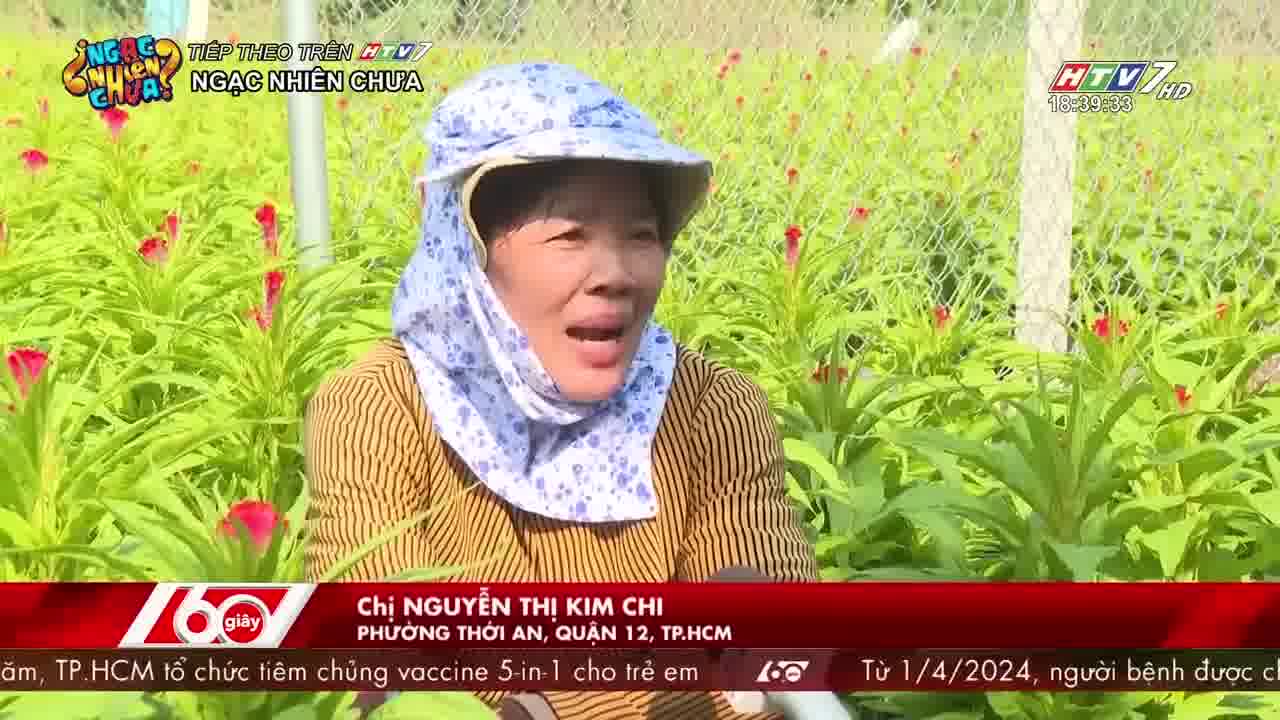 ¿NGẠC NHIÊN CHƯA?
TIẾP THEO TRÊN HTV7
NGẠC NHIÊN CHƯA
HTV7 HD
18:39:33
60 giây
Chị NGUYỄN THỊ KIM CHI
PHƯỜNG THỚI AN, QUẬN 12, TP.HCM
ăm, TP.HCM tổ chức tiêm chủng vaccine 5-in-1 cho trẻ em 60 giây Từ 1/4/2024, người bệnh được c